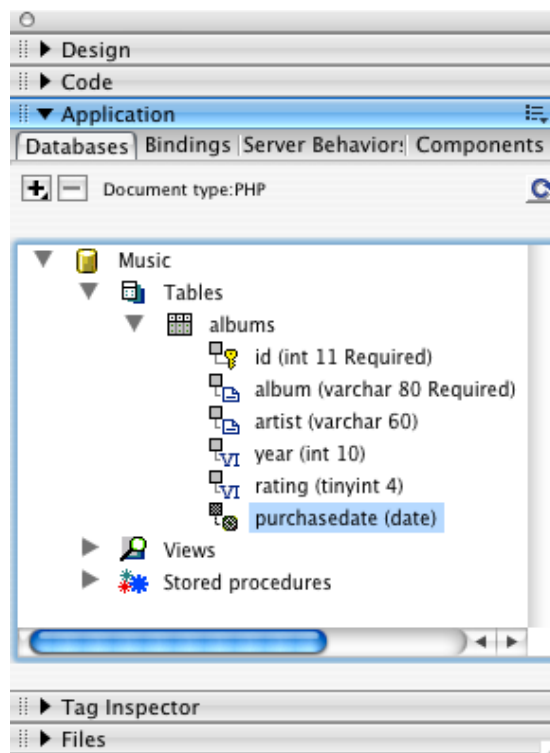 Design
Code
Application
Databases Bindings Server Behavior: Components
Document type:PHP
Music
Tables
albums
id (int 11 Required)
album (varchar 80 Required)
artist (varchar 60)
year (int 10)
rating (tinyint 4)
purchasedate (date)
Views
Stored procedures
Tag Inspector
Files